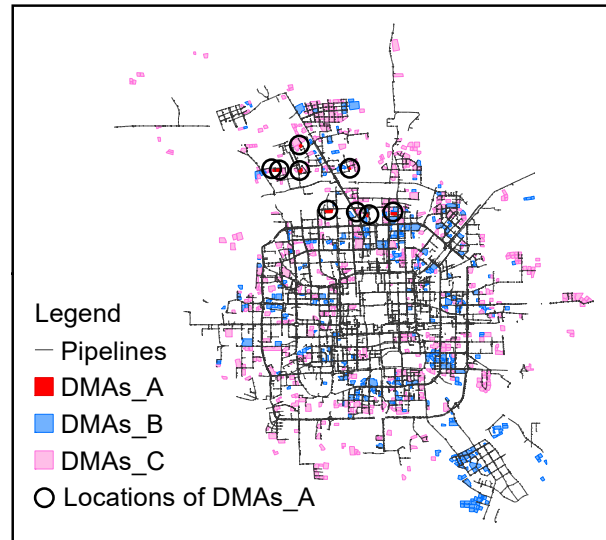 Legend
Pipelines
DMAs_A
DMAs_B
DMAs_C
Locations of DMAs_A